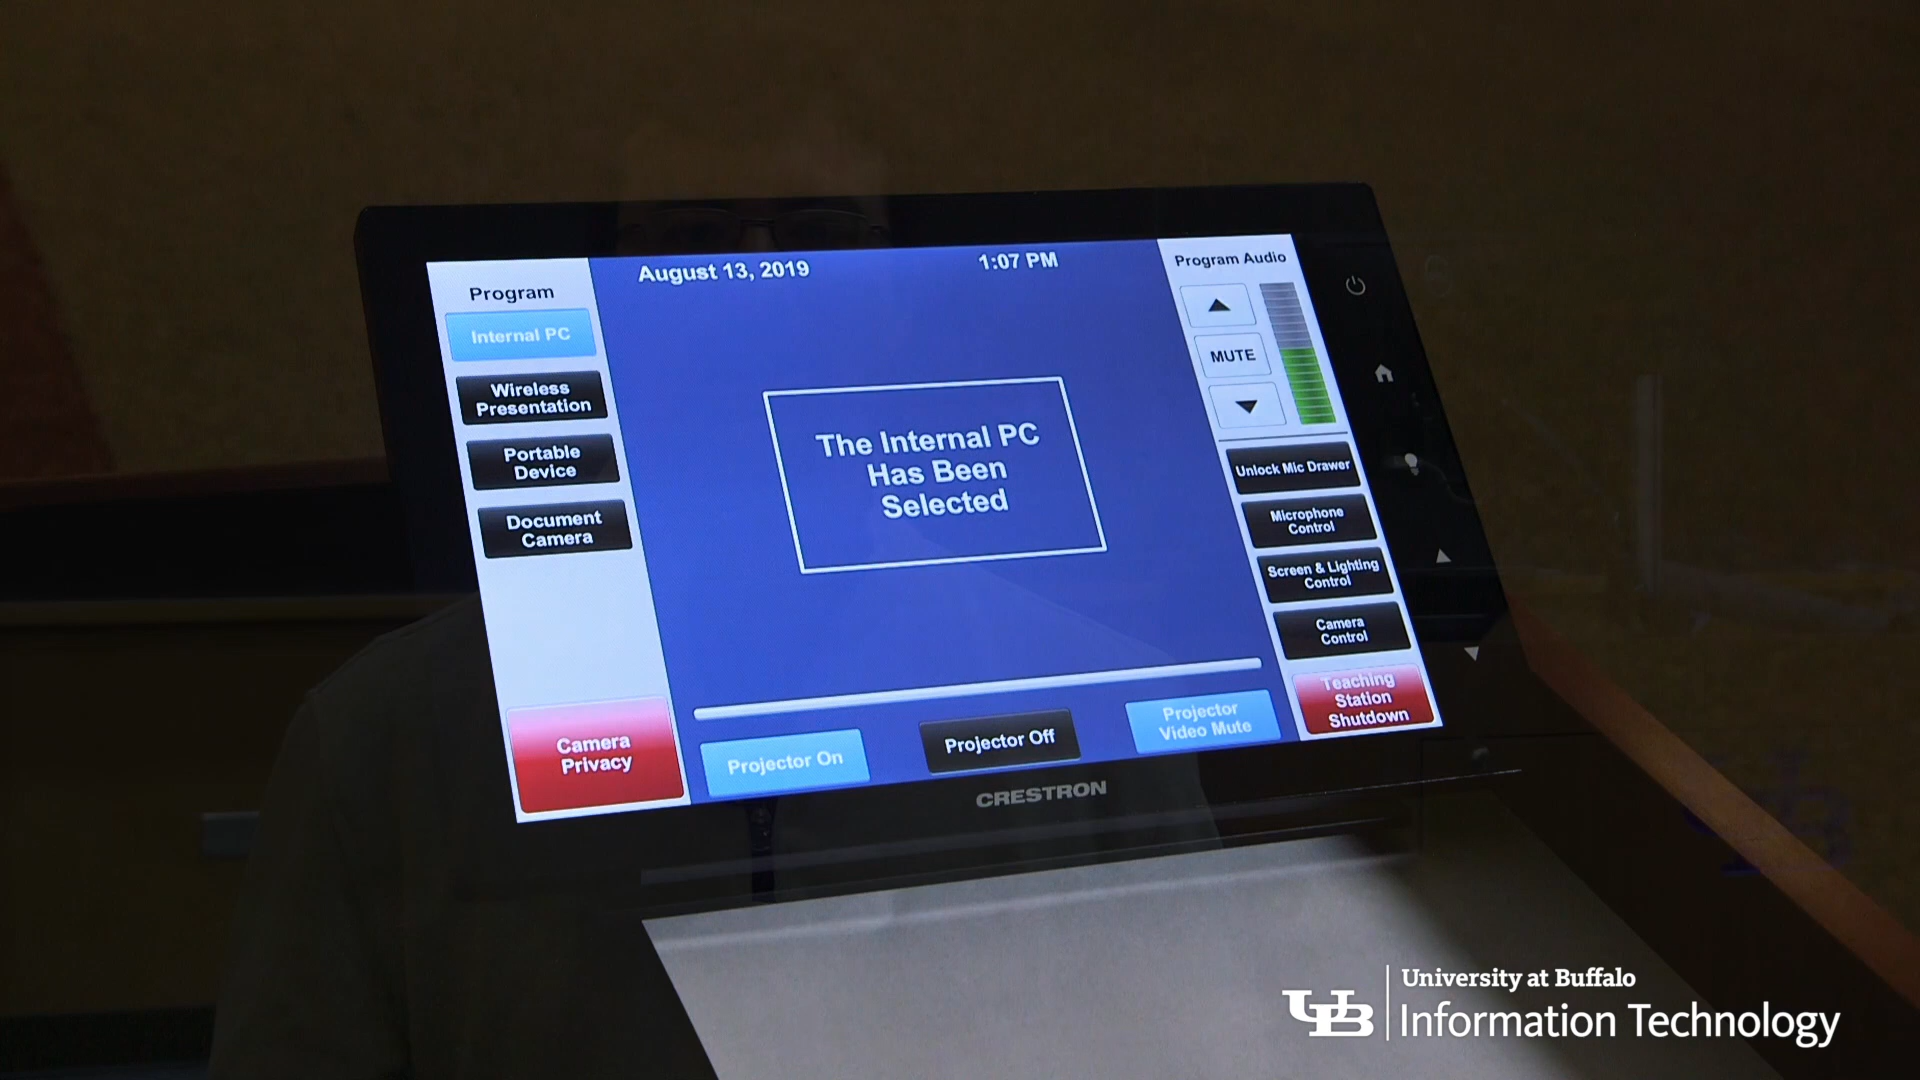 August 13, 2019
1:07 PM
Program
Internal PC
Wireless
Presentation
Portable
Device
Document
Camera
Camera
Privacy
The Internal PC
Has Been
Selected
Projector On
Projector Off
Projector
Video Mute
Program Audio
MUTE
Unlock Mic Drawer
Microphone
Control
Screen & Lighting
Control
Camera
Control
Teaching
Station
Shutdown
CRESTRON
UB
University at Buffalo
Information Technology